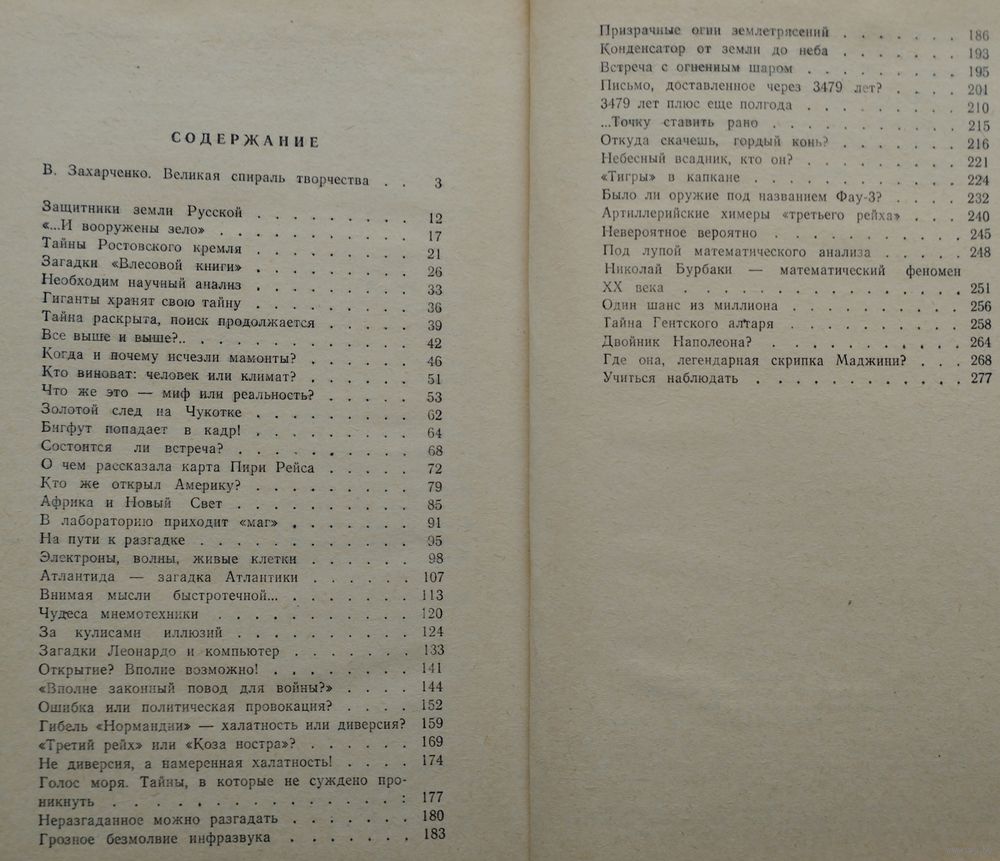 СОДЕРЖАНИЕ
В. Захарченко. Великая спираль творчества . . 3
Защитники земли Русской . . . . . . . . 12
«...И вооружены зело» . . . . . . . . . . 17
Тайны Ростовского кремля . . . . . . . . 21
Загадки «Влесовой книги» . . . . . . . . 26
Необходим научный анализ . . . . . . . . 33
Гиганты хранят свою тайну . . . . . . . . 36
Тайна раскрыта, поиск продолжается . . . . 39
Все выше и выше?.. . . . . . . . . . . . 42
Когда и почему исчезли мамонты? . . . . . 46
Кто виноват: человек или климат? . . . . . 51
Что же это — миф или реальность? . . . . . 53
Золотой след на Чукотке . . . . . . . . 62
Бигфут попадает в кадр! . . . . . . . . 64
Состоится ли встреча? . . . . . . . . . 68
О чем рассказала карта Пири Рейса . . . . . 72
Кто же открыл Америку? . . . . . . . . 79
Африка и Новый Свет . . . . . . . . . 85
В лабораторию приходит «маг» . . . . . . 91
На пути к разгадке . . . . . . . . . . . 95
Электроны, волны, живые клетки . . . . . . 98
Атлантида — загадка Атлантики . . . . . . 107
Внимая мысли быстротечной... . . . . . . . 113
Чудеса мнемотехники . . . . . . . . . . 120
За кулисами иллюзий . . . . . . . . . 124
Загадки Леонардо и компьютер . . . . . . 133
Открытие? Вполне возможно! . . . . . . . 141
«Вполне законный повод для войны?» . . . . 144
Ошибка или политическая провокация? . . . . 152
Гибель «Нормандии» — халатность или диверсия? 159
«Третий рейх» или «Коза ностра»? . . . . . . 169
Не диверсия, а намеренная халатность! . . . . 174
Голос моря. Тайны, в которые не суждено про-
никнуть . . . . . . . . . . . . . . . : 177
Неразгаданное можно разгадать . . . . . . . 180
Грозное безмолвие инфразвука . . . . . . . 183
Призрачные огни землетрясений . . . . . . . 186
Конденсатор от земли до неба . . . . . . . 193
Встреча с огненным шаром . . . . . . . . . 195
Письмо, доставленное через 3479 лет? . . . . 201
3479 лет плюс еще полгода . . . . . . . . . 210
...Точку ставить рано . . . . . . . . . . . 215
Откуда скачешь, гордый конь? . . . . . . . 216
Небесный всадник, кто он? . . . . . . . . . 221
«Тигры» в капкане . . . . . . . . . . . . 224
Было ли оружие под названием Фау-3? . . . . 232
Артиллерийские химеры «третьего рейха» . . . 240
Невероятное вероятно . . . . . . . . . . . 245
Под лупой математического анализа . . . . . 248
Николай Бурбаки — математический феномен
XX века . . . . . . . . . . . . . . . . 251
Один шанс из миллиона . . . . . . . . . . 256
Тайна Гентского алтаря . . . . . . . . . . 258
Двойник Наполеона? . . . . . . . . . . . 264
Где она, легендарная скрипка Маджини? . . . 268
Учиться наблюдать . . . . . . . . . . . . 277